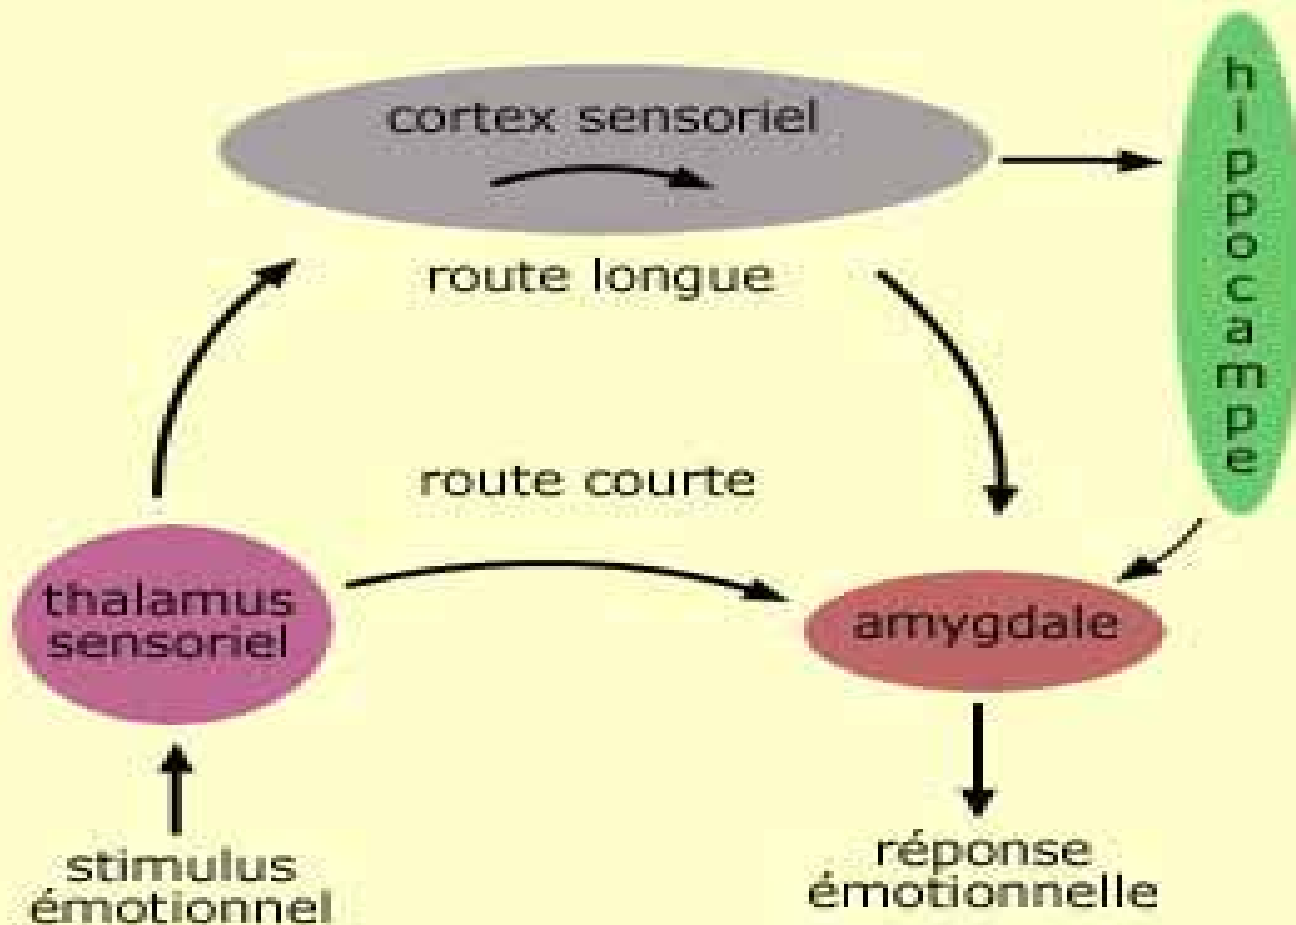 cortex sensoriel
hippocampe
route longue
route courte
thalamus
sensoriel
amygdale
stimulus
émotionnel
réponse
émotionnelle